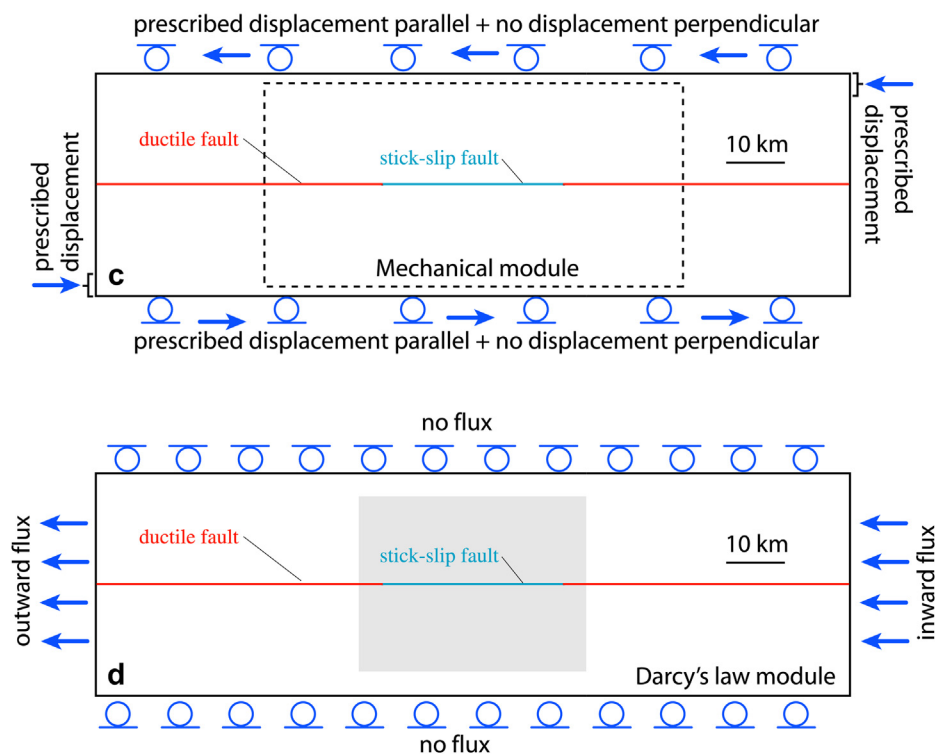 prescribed displacement parallel + no displacement perpendicular
prescribed
displacement
ductile fault
stick-slip fault
10 km
prescribed
displacement
c
Mechanical module
prescribed displacement parallel + no displacement perpendicular
no flux
outward flux
ductile fault
stick-slip fault
10 km
inward flux
d
Darcy's law module
no flux